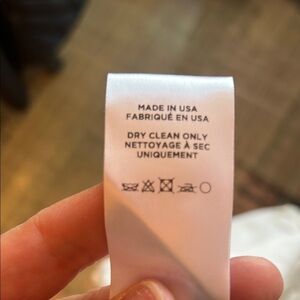 MADE IN USA
FABRIQUÉ EN USA
DRY CLEAN ONLY
NETTOYAGE À SEC
UNIQUEMENT